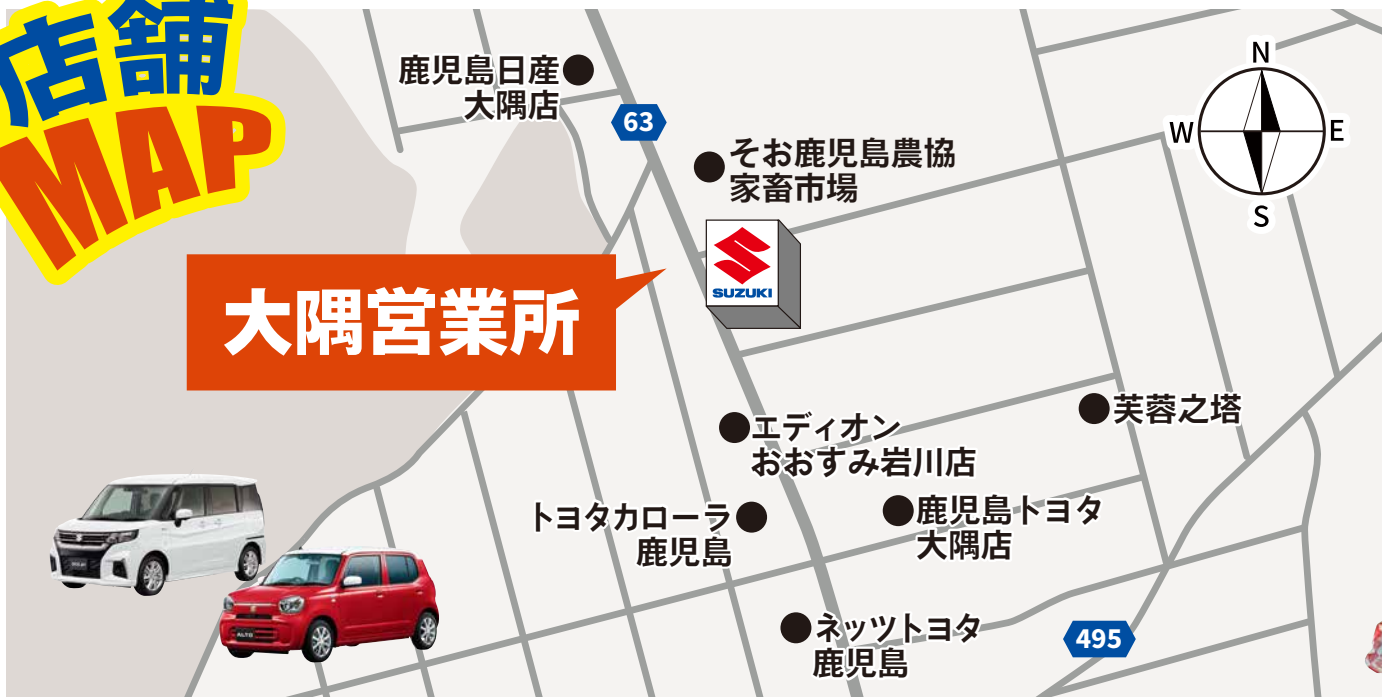 店舗
MAP
鹿児島日産
大隅店
63
そお鹿児島農協
家畜市場
N
W
E
S
SUZUKI
大隅営業所
エディオン
おおすみ岩川店
芙蓉之塔
トヨタカローラ
鹿児島
鹿児島トヨタ
大隅店
ALTO
ネッツトヨタ
鹿児島
495